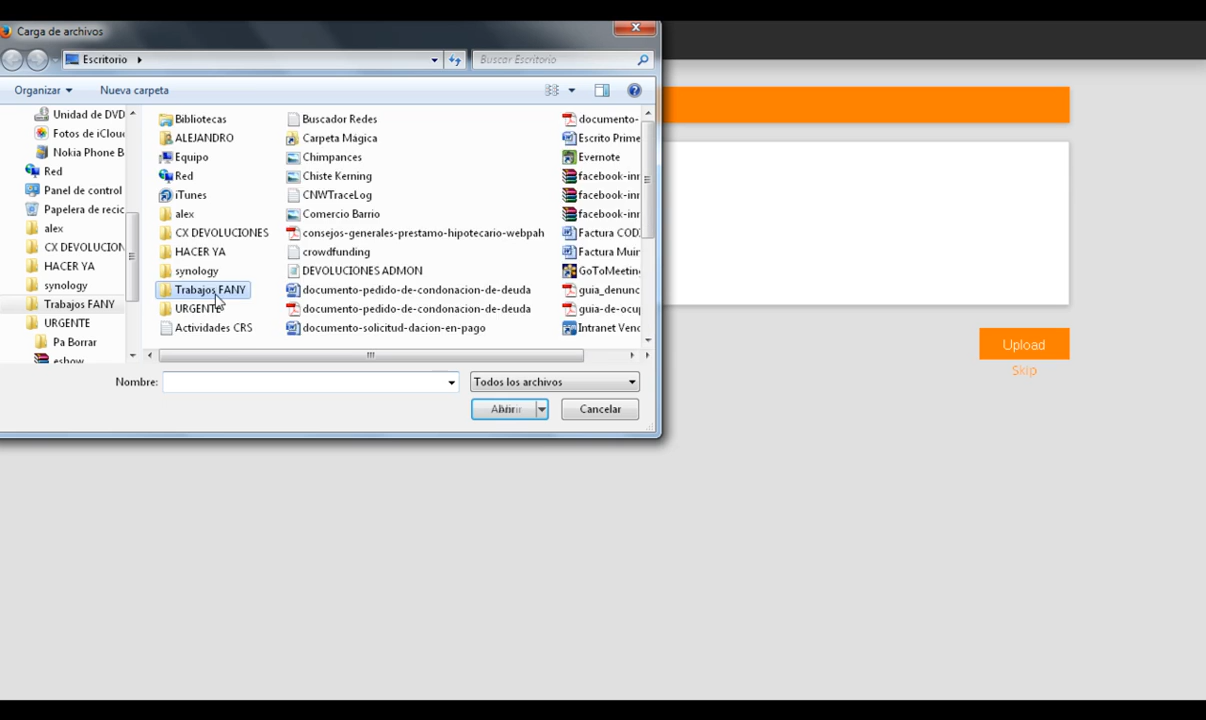 Carga de archivos
Escritorio
Buscar Escritorio
Organizar
Nueva carpeta
Unidad de DVD
Fotos de iCloud
Nokia Phone B
Red
Panel de control
Papelera de recic
alex
CX DEVOLUCION
HACER YA
synology
Trabajos FANY
URGENTE
Pa Borrar
eshow
Bibliotecas
ALEJANDRO
Equipo
Red
iTunes
alex
CX DEVOLUCIONES
HACER YA
synology
Trabajos FANY
URGENTE
Actividades CRS
Buscador Redes
Carpeta Mágica
Chimpances
Chiste Kerning
CNWTraceLog
Comercio Barrio
consejos-generales-prestamo-hipotecario-webpah
crowdfunding
DEVOLUCIONES ADMON
documento-pedido-de-condonacion-de-deuda
documento-pedido-de-condonacion-de-deuda
documento-solicitud-dacion-en-pago
documento-
Escrito Prime
Evernote
facebook-inn
facebook-inn
facebook-inn
Factura COD
Factura Muir
GoToMeeting
guia_denunc
guia-de-ocup
Intranet Venc
Nombre:
Todos los archivos
Abrir
Cancelar
Upload
Skip